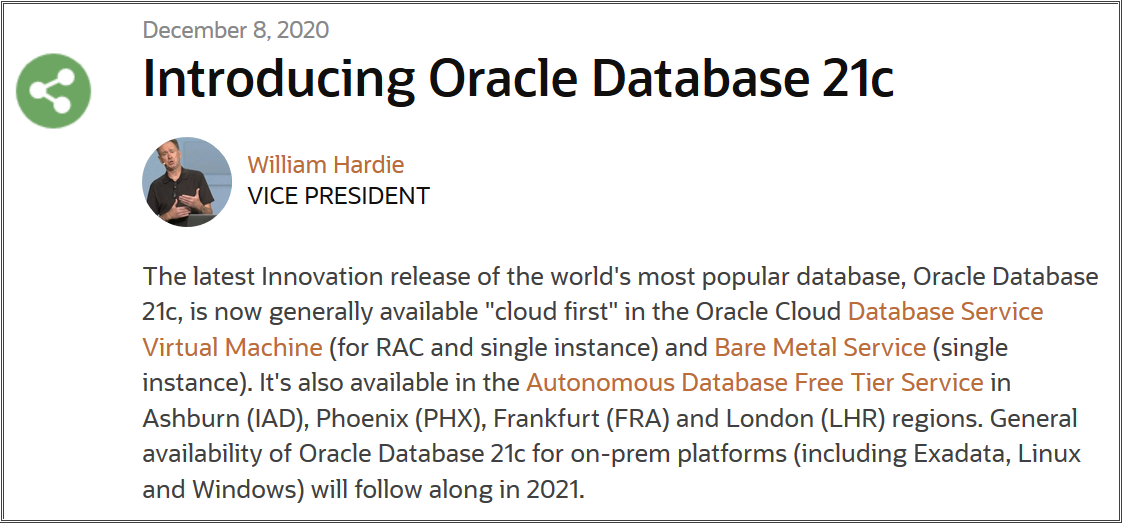 December 8, 2020
Introducing Oracle Database 21c
William Hardie
VICE PRESIDENT
The latest Innovation release of the world's most popular database, Oracle Database
21c, is now generally available "cloud first" in the Oracle Cloud Database Service
Virtual Machine (for RAC and single instance) and Bare Metal Service (single
instance). It's also available in the Autonomous Database Free Tier Service in
Ashburn (IAD), Phoenix (PHX), Frankfurt (FRA) and London (LHR) regions. General
availability of Oracle Database 21c for on-prem platforms (including Exadata, Linux
and Windows) will follow along in 2021.